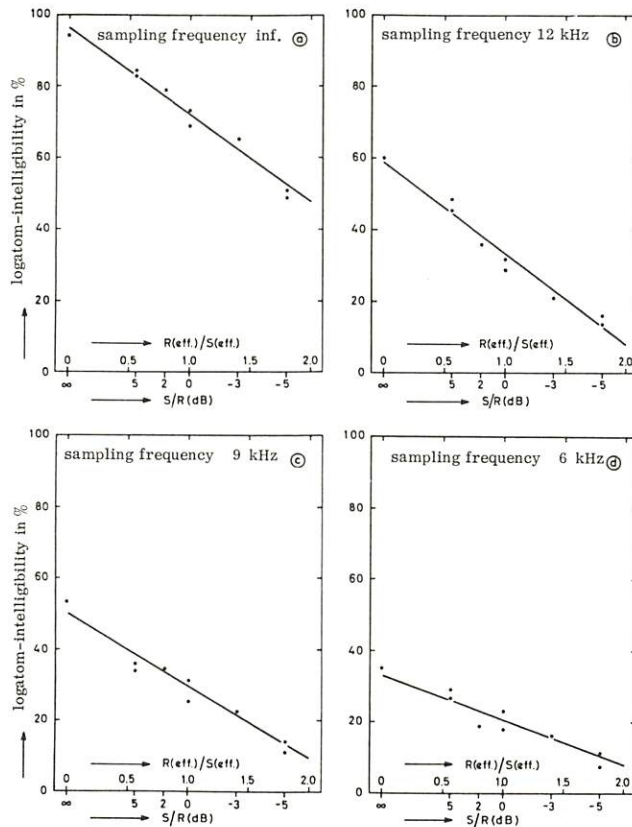 sampling frequency inf. ⓐ
100
80
60
40
20
0
logatom-intelligibility in %
R(eff.)/S(eff.)
0 0.5 1.0 1.5 2.0
∞ 5 2 0 -3 -5
S/R(dB)
sampling frequency 12 kHz ⓑ
100
80
60
40
20
0
R(eff.)/S(eff.)
0 0.5 1.0 1.5 2.0
∞ 5 2 0 -3 -5
S/R(dB)
sampling frequency 9 kHz ⓒ
100
80
60
40
20
0
logatom-intelligibility in %
R(eff.)/S(eff.)
0 0.5 1.0 1.5 2.0
∞ 5 2 0 -3 -5
S/R(dB)
sampling frequency 6 kHz ⓓ
100
80
60
40
20
0
R(eff.)/S(eff.)
0 0.5 1.0 1.5 2.0
∞ 5 2 0 -3 -5
S/R(dB)